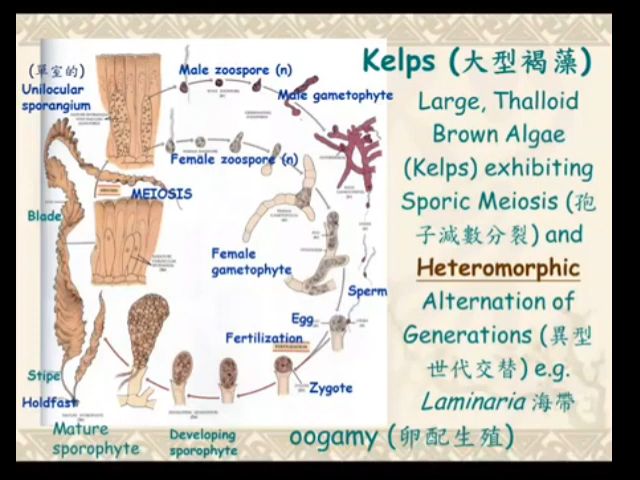 Kelps (大型褐藻)
(單室的)
Unilocular
sporangium
Male zoospore (n)
Male gametophyte
Female zoospore (n)
MEIOSIS
Blade
Female
gametophyte
Sperm
Egg
Fertilization
Zygote
Stipe
Holdfast
Mature
sporophyte
Developing
sporophyte
Large, Thalloid
Brown Algae
(Kelps) exhibiting
Sporic Meiosis (孢
子減數分裂) and
Heteromorphic
Alternation of
Generations (異型
世代交替) e.g.
Laminaria 海帶
oogamy (卵配生殖)